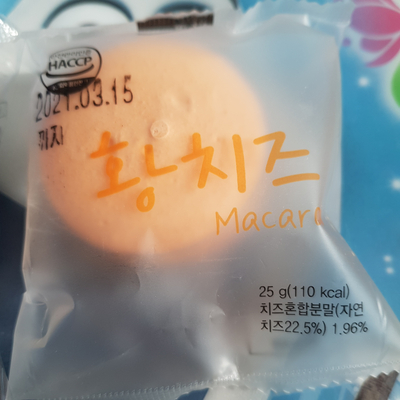 HACCP
2021.03.15
까지
황치즈
Macaro
25 g(110 kcal)
치즈혼합분말(자연
치즈22.5%) 1.96%